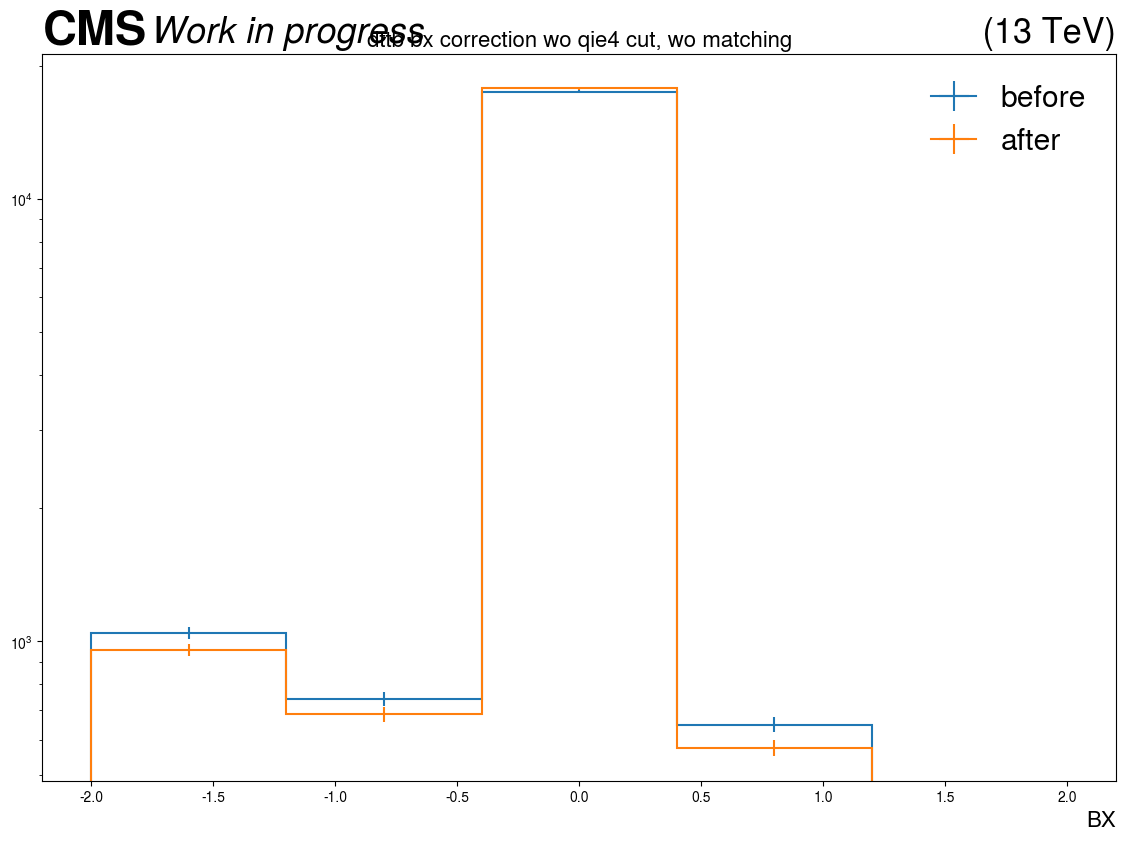 CMS Work in progress (13 TeV)
bx correction wo qie4 cut, wo matching
before
after
10⁴
10³
-2.0 -1.5 -1.0 -0.5 0.0 0.5 1.0 1.5 2.0
BX